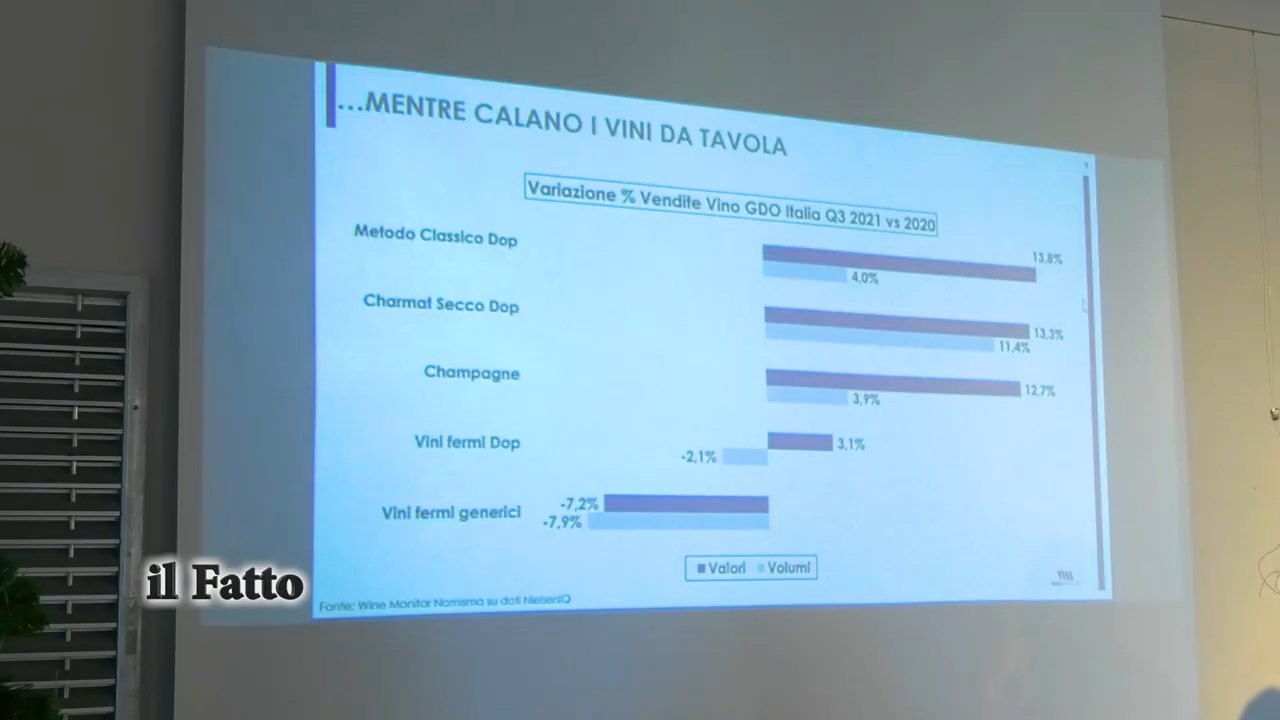 ...MENTRE CALANO I VINI DA TAVOLA
9
Variazione % Vendite Vino GDO Italia Q3 2021 vs 2020
Metodo Classico Dop
13,8%
4,0%
Charmat Secco Dop
13,3%
11,4%
Champagne
12,7%
3,9%
Vini fermi Dop
3,1%
-2,1%
Vini fermi generici
-7,2%
-7,9%
Valori Volumi
Fonte: Wine Monitor Nomisma su dati NielsenIQ
il Fatto